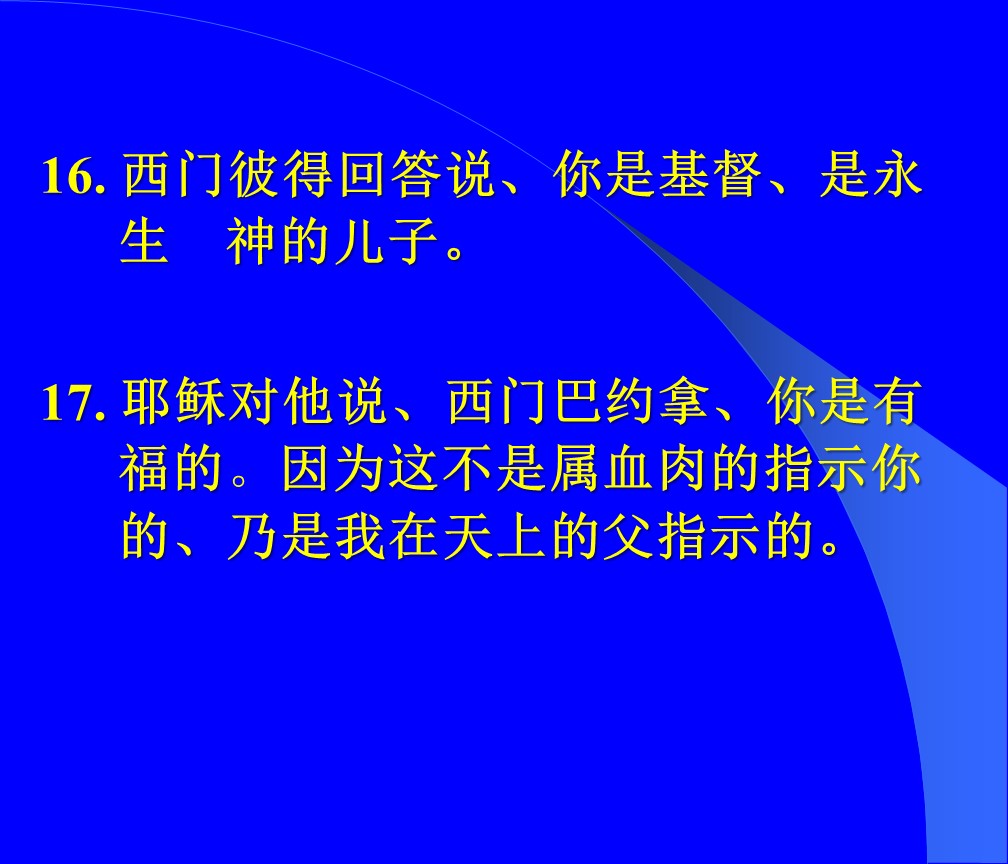 16. 西门彼得回答说、你是基督、是永
生　神的儿子。
17. 耶稣对他说、西门巴约拿、你是有
福的。因为这不是属血肉的指示你
的、乃是我在天上的父指示的。